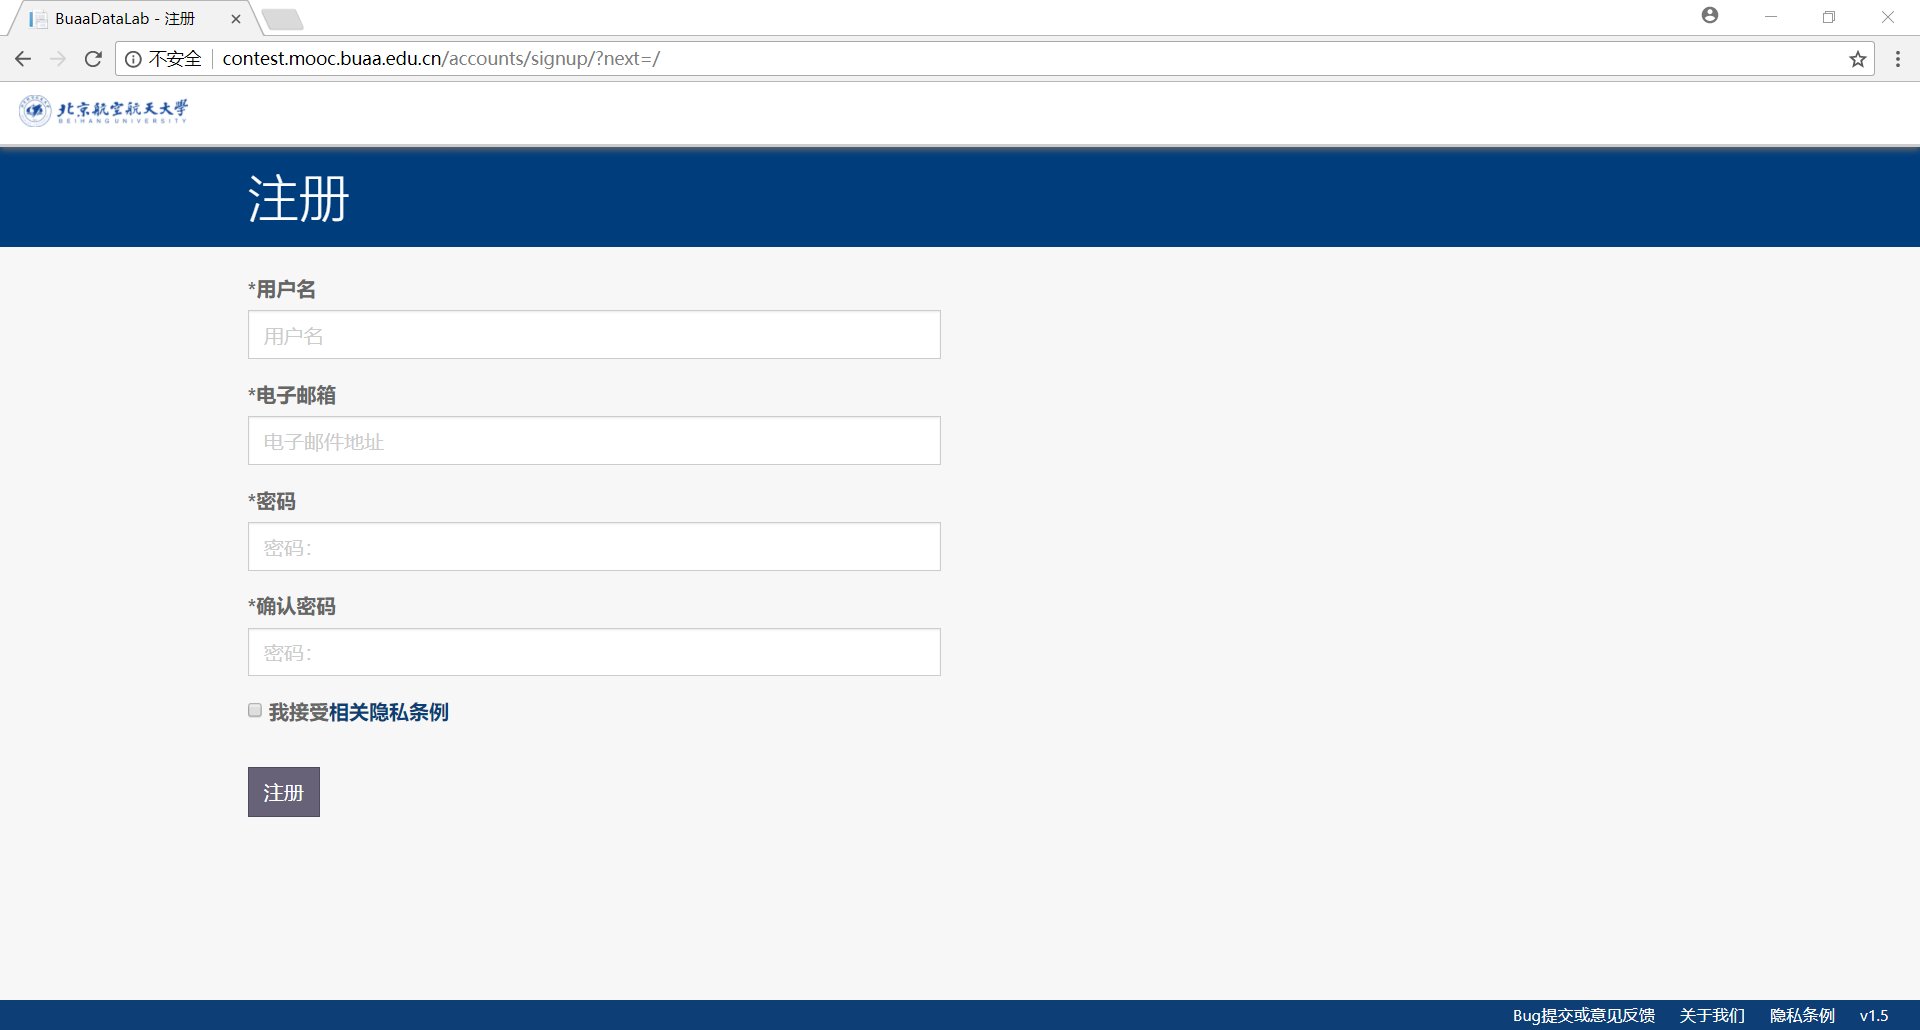 BuaaDataLab - 注册
不安全 contest.mooc.buaa.edu.cn/accounts/signup/?next=/
北京航空航天大学
BEIHANG UNIVERSITY
注册
*用户名
用户名
*电子邮箱
电子邮件地址
*密码
密码：
*确认密码
密码：
我接受相关隐私条例
注册
Bug提交或意见反馈 关于我们 隐私条例 v1.5